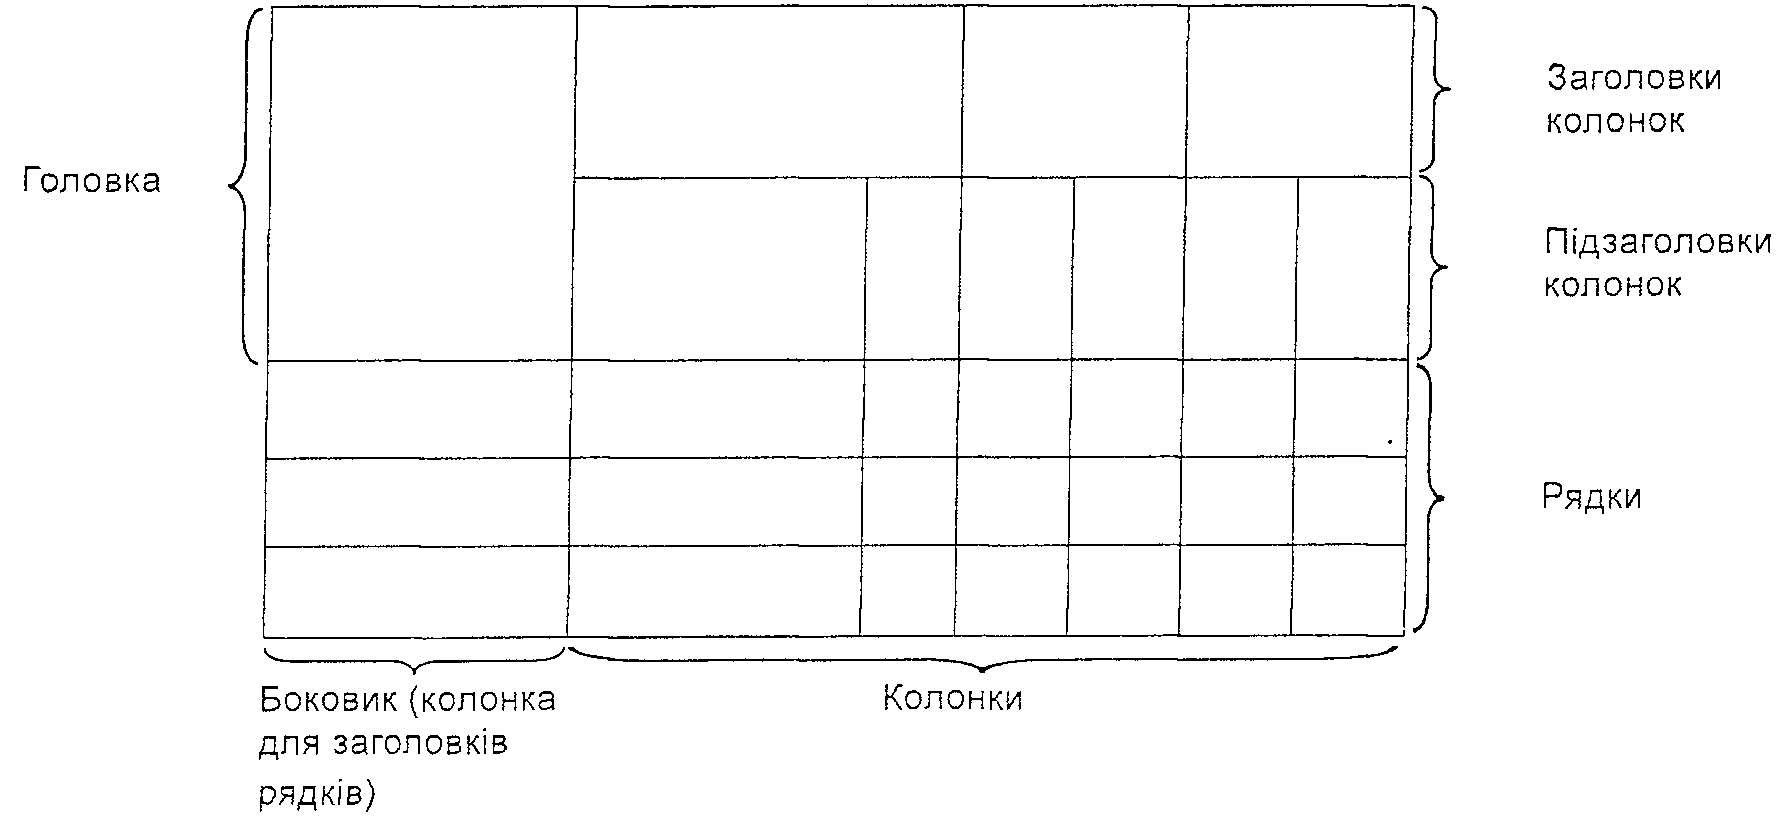 Заголовки
колонок
Головка
Підзаголовки
колонок
Рядки
Боковик (колонка
для заголовків
рядків)
Колонки